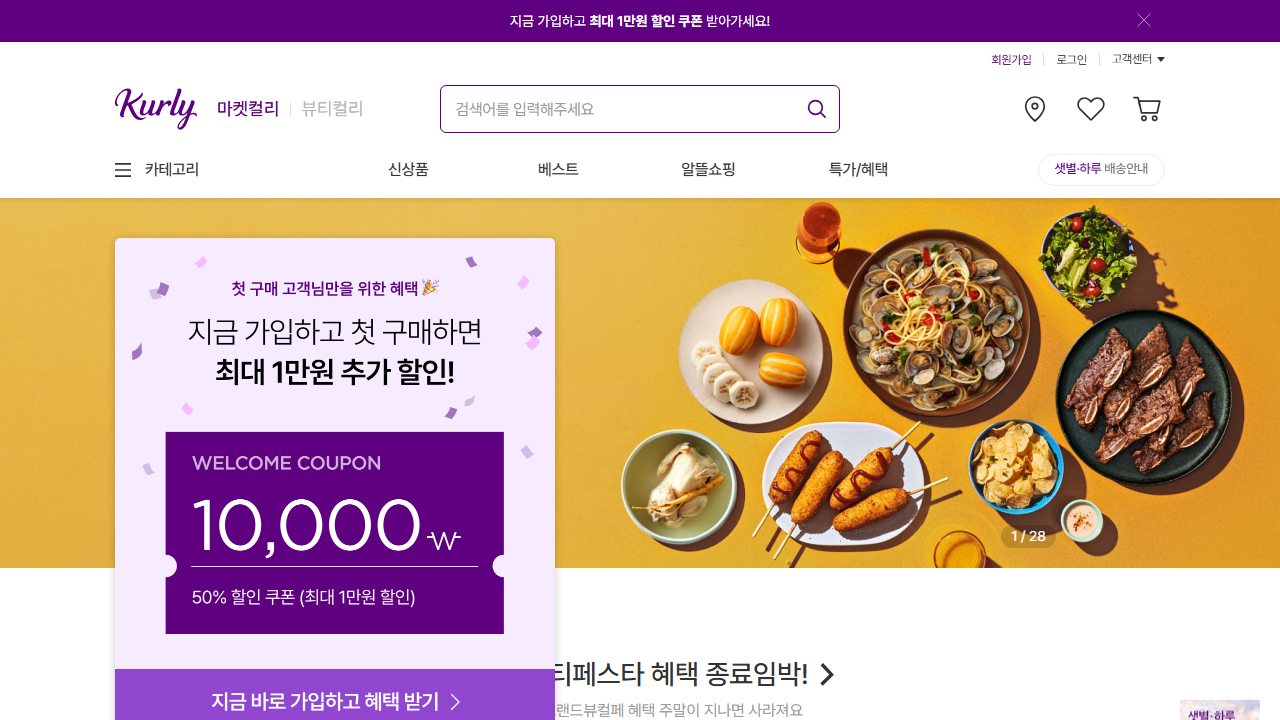 지금 가입하고 최대 1만원 할인 쿠폰 받아가세요!
회원가입
로그인
고객센터
Kurly
마켓컬리
뷰티컬리
검색어를 입력해주세요
카테고리
신상품
베스트
알뜰쇼핑
특가/혜택
샛별·하루 배송안내
첫 구매 고객님만을 위한 혜택
지금 가입하고 첫 구매하면
최대 1만원 추가 할인!
WELCOME COUPON
10,000 ₩
50% 할인 쿠폰 (최대 1만원 할인)
지금 바로 가입하고 혜택 받기
1 / 28
티페스타 혜택 종료임박!
랜드뷰컬페 혜택 주말이 지나면 사라져요
샛별·하루